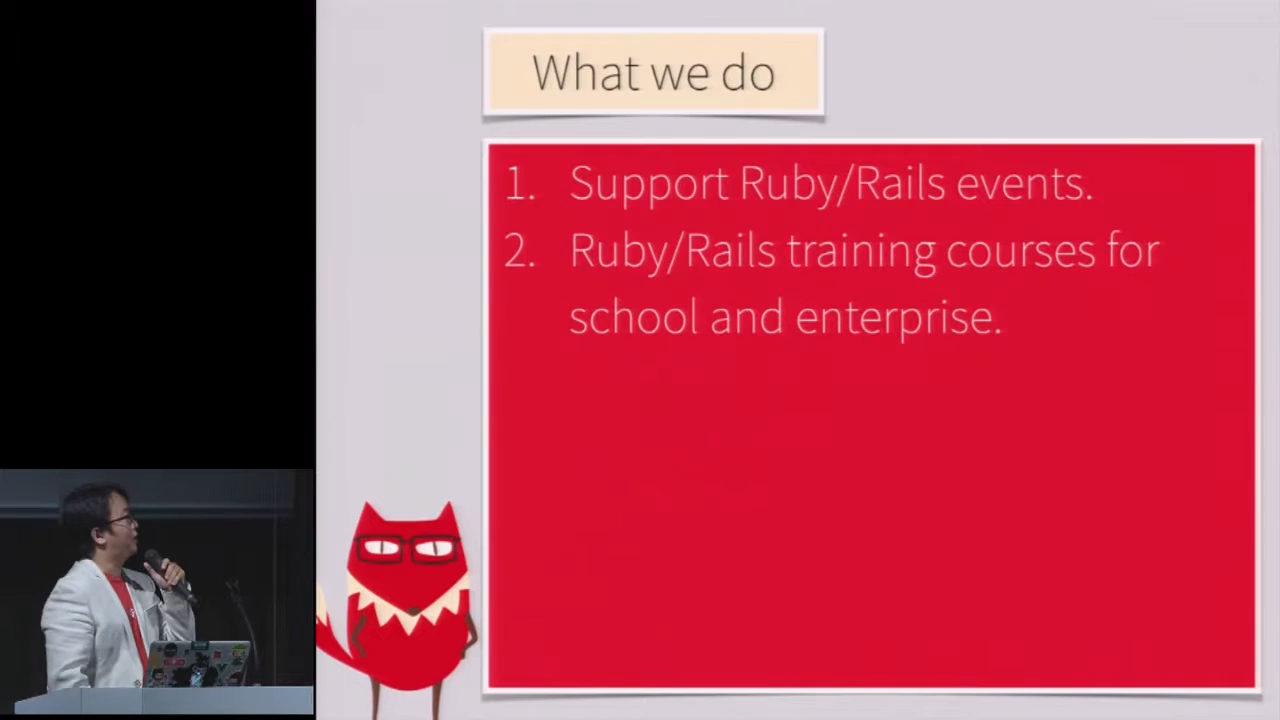 What we do
1. Support Ruby/Rails events.
2. Ruby/Rails training courses for
school and enterprise.